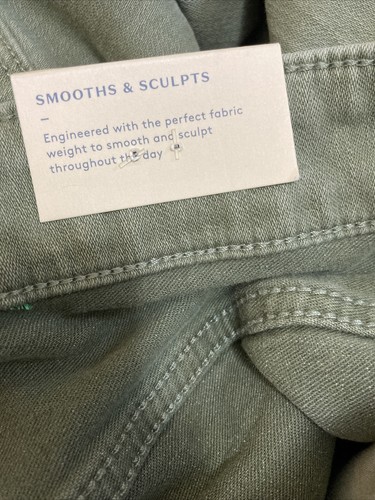 SMOOTHS & SCULPTS
–
Engineered with the perfect fabric
weight to smooth and sculpt
throughout the day